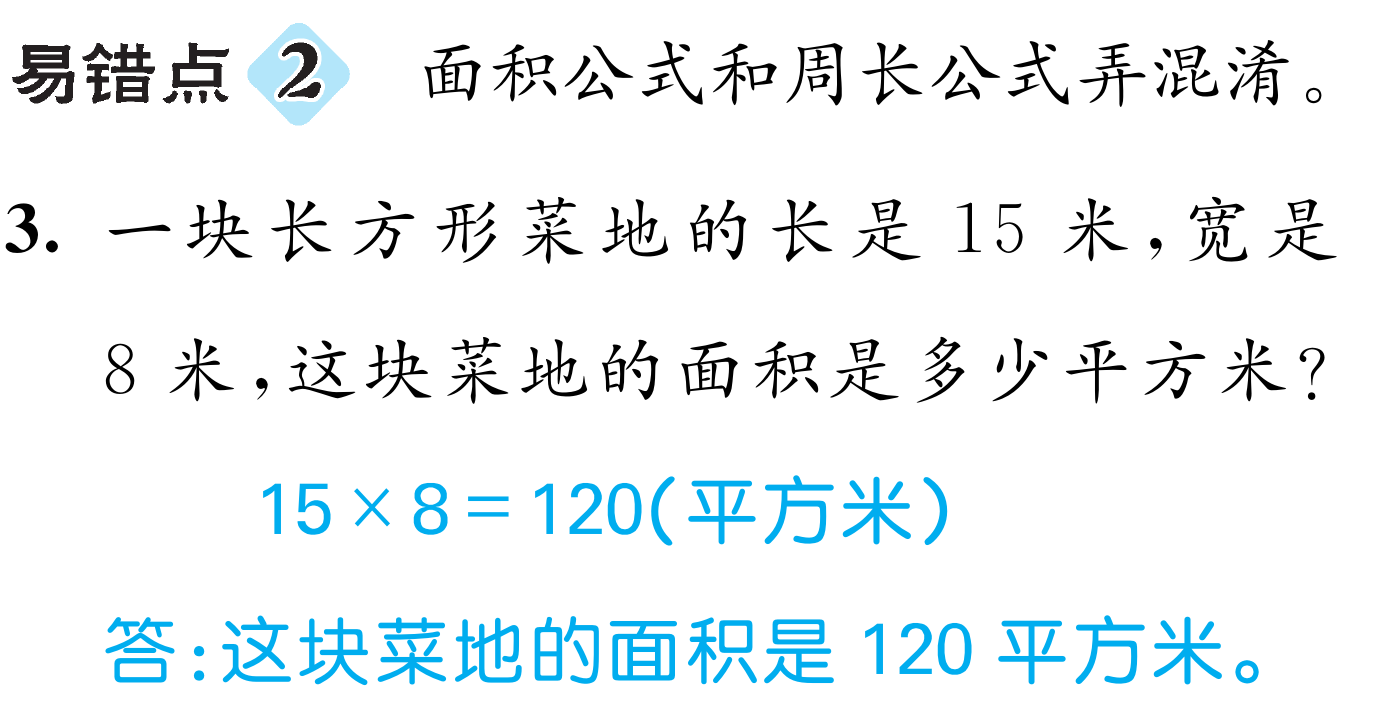 易错点 2 面积公式和周长公式弄混淆。
3. 一块长方形菜地的长是 15 米,宽是
8 米,这块菜地的面积是多少平方米?
15×8=120(平方米)
答:这块菜地的面积是 120 平方米。